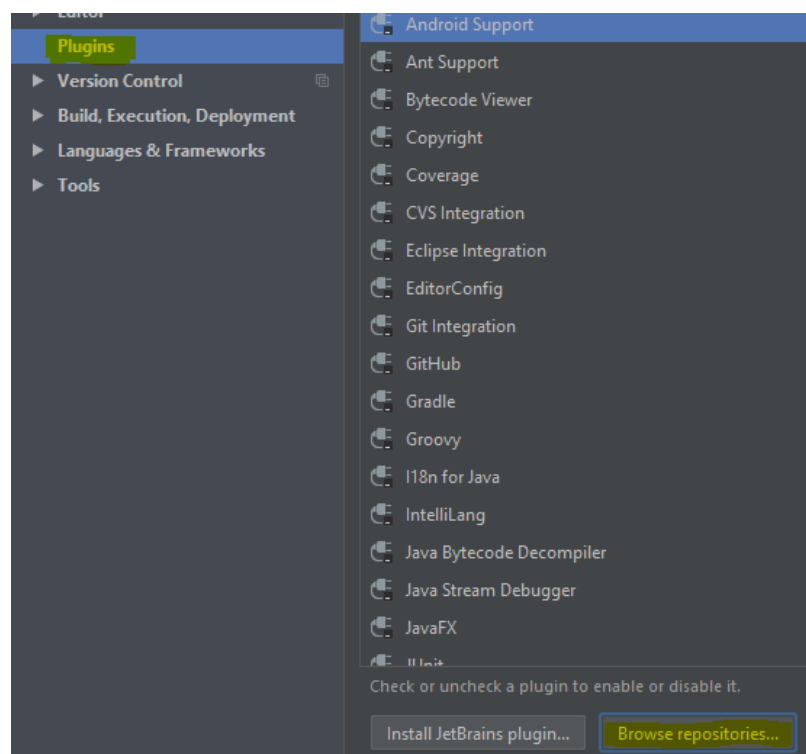 Editor
Plugins
Version Control
Build, Execution, Deployment
Languages & Frameworks
Tools
Android Support
Ant Support
Bytecode Viewer
Copyright
Coverage
CVS Integration
Eclipse Integration
EditorConfig
Git Integration
GitHub
Gradle
Groovy
I18n for Java
IntelliLang
Java Bytecode Decompiler
Java Stream Debugger
JavaFX
JUnit
Check or uncheck a plugin to enable or disable it.
Install JetBrains plugin...
Browse repositories...